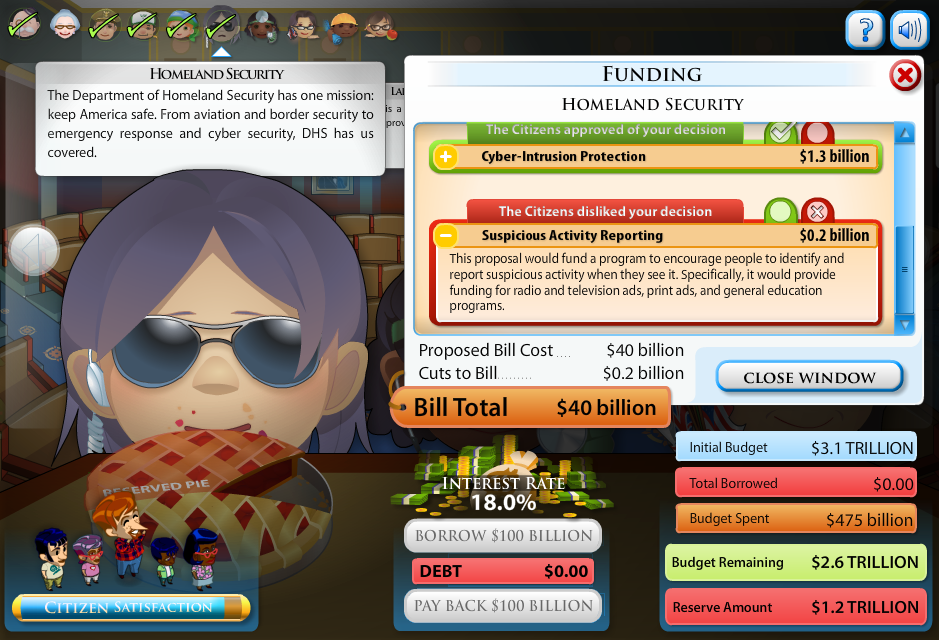 HOMELAND SECURITY
The Department of Homeland Security has one mission:
keep America safe. From aviation and border security to
emergency response and cyber security, DHS has us
covered.
FUNDING
HOMELAND SECURITY
The Citizens approved of your decision
Cyber-Intrusion Protection $1.3 billion
The Citizens disliked your decision
Suspicious Activity Reporting $0.2 billion
This proposal would fund a program to encourage people to identify and
report suspicious activity when they see it. Specifically, it would provide
funding for radio and television ads, print ads, and general education
programs.
Proposed Bill Cost .... $40 billion
Cuts to Bill ........ $0.2 billion
CLOSE WINDOW
Bill Total $40 billion
RESERVED PIE
INTEREST RATE
18.0%
BORROW $100 BILLION
DEBT $0.00
PAY BACK $100 BILLION
Initial Budget $3.1 TRILLION
Total Borrowed $0.00
Budget Spent $475 billion
Budget Remaining $2.6 TRILLION
Reserve Amount $1.2 TRILLION
CITIZEN SATISFACTION